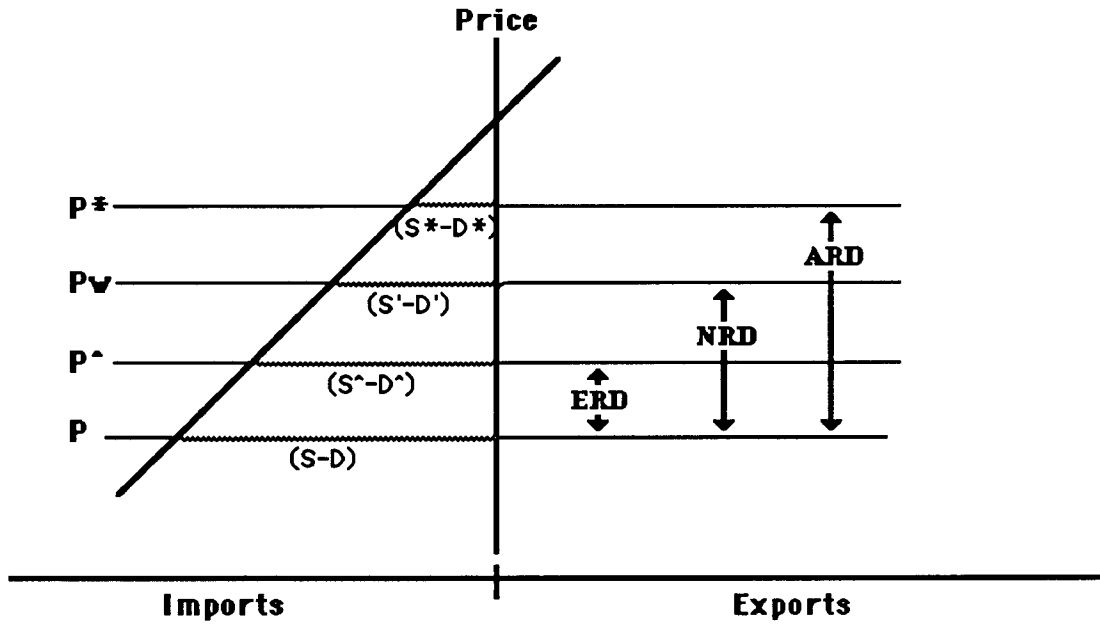 Price
P*
(S*-D*)
ARD
Pw
(S'-D')
NRD
P^
(S^-D^)
ERD
P
(S-D)
Imports
Exports